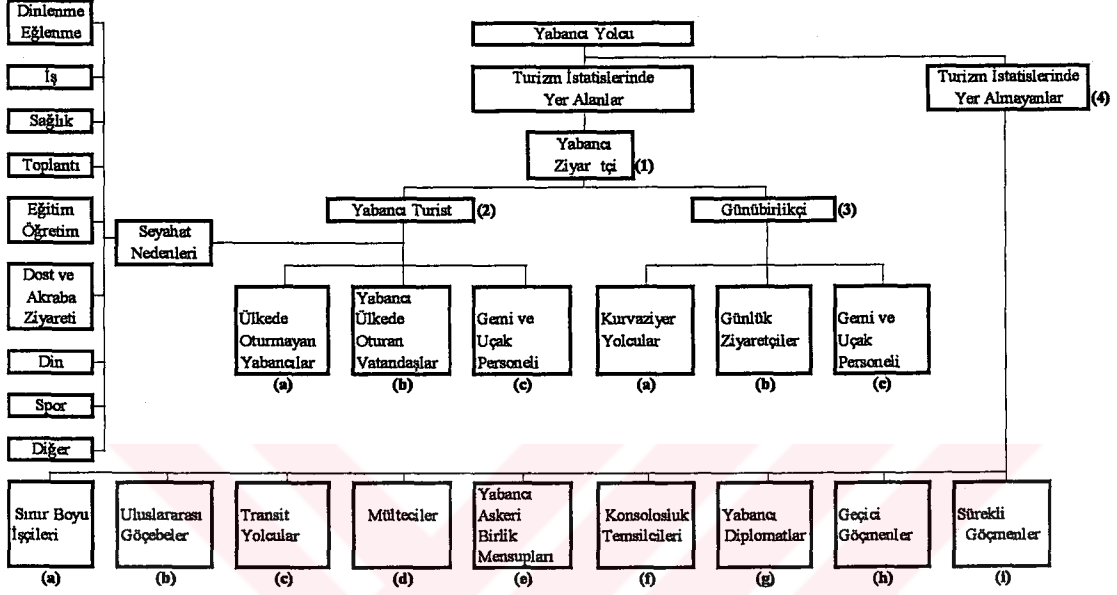 Yabancı Yolcu
Turizm İstatislerinde
Yer Alanlar
Turizm İstatislerinde
Yer Almayanlar
(4)
Yabancı
Ziyar tçi
(1)
Yabancı Turist
(2)
Günübirlikçi
(3)
Dinlenme
Eğlenme
İş
Sağlık
Toplantı
Eğitim
Öğretim
Dost ve
Akraba
Ziyareti
Din
Spor
Diğer
Seyahat
Nedenleri
Ülkede
Oturmayan
Yabancılar
(a)
Yabancı
Ülkede
Oturan
Vatandaşlar
(b)
Gemi ve
Uçak
Personeli
(c)
Kurvaziyer
Yolcular
(a)
Günlük
Ziyaretçiler
(b)
Gemi ve
Uçak
Personeli
(c)
Sınır Boyu
İşçileri
(a)
Uluslararası
Göçebeler
(b)
Transit
Yolcular
(c)
Mülteciler
(d)
Yabancı
Askeri
Birlik
Mensupları
(e)
Konsolosluk
Temsilcileri
(f)
Yabancı
Diplomatlar
(g)
Geçici
Göçmenler
(h)
Sürekli
Göçmenler
(i)